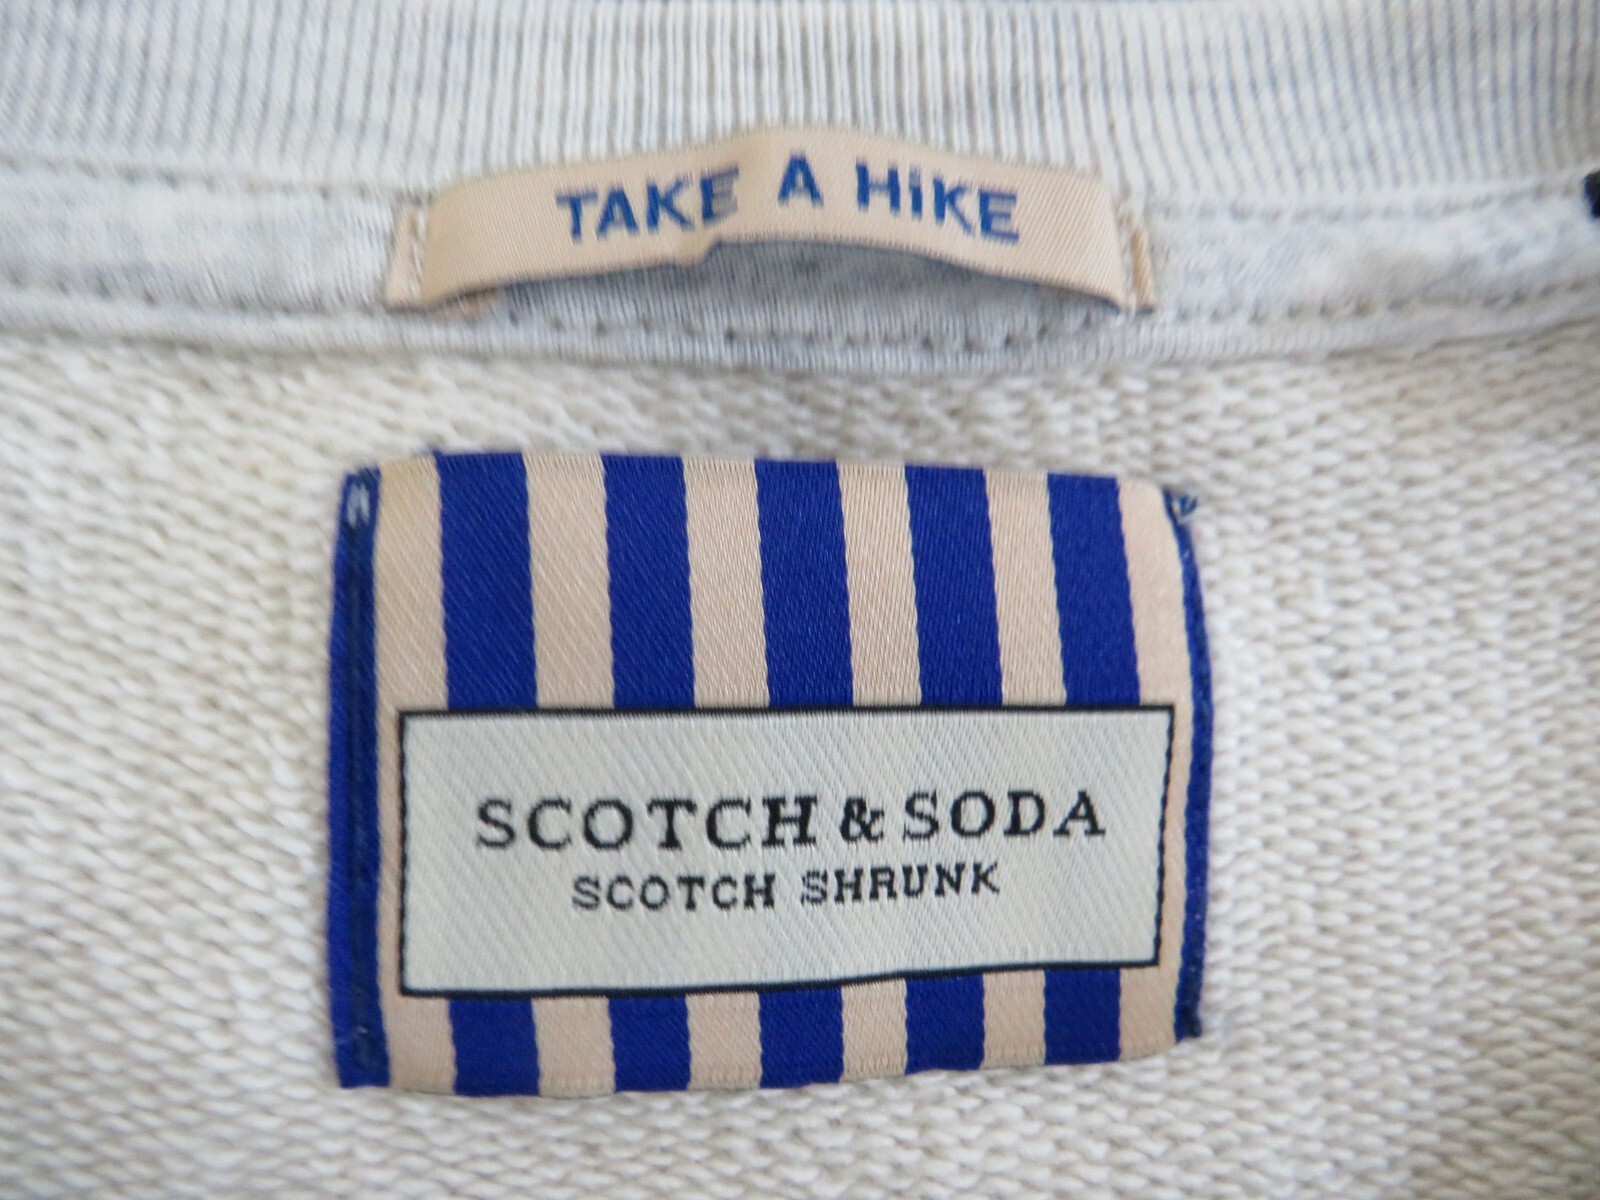 TAKE A HiKE
SCOTCH & SODA
SCOTCH SHRUNK